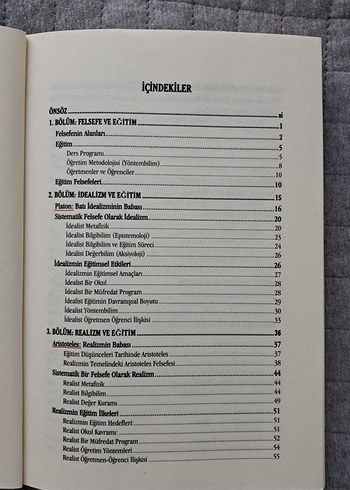 İÇİNDEKİLER
ÖNSÖZ
1. BÖLÜM: FELSEFE VE EĞİTİM 1
Felsefenin Alanları 2
Eğitim 5
Ders Programı 5
Öğretim Metodolojisi (Yöntembilim) 8
Öğretmenler ve Öğrenciler 10
Eğitim Felsefeleri 10
2. BÖLÜM: İDEALİZM VE EĞİTİM 15
Platon: Batı İdealizminin Babası 16
Sistematik Felsefe Olarak İdealizm 20
İdealist Metafizik 20
İdealist Bilgibilim (Epistemoloji) 23
İdealist Bilgibilim ve Eğitim Süreci 24
İdealist Değerbilim (Aksiyoloji) 26
İdealizmin Eğitimsel Etkileri 26
İdealizmin Eğitimsel Amaçları 27
İdealist Bir Okul 28
İdealist Bir Müfredat Program 28
İdealist Eğitimin Davranışsal Boyutu 29
İdealist Yöntembilim 30
İdealist Öğretmen Öğrenci İlişkisi 33
3. BÖLÜM: REALİZM VE EĞİTİM 36
Aristoteles: Realizmin Babası 37
Eğitim Düşünceleri Tarihinde Aristoteles 37
Realizmin Temelindeki Aristoteles Felsefesi 38
Sistematik Bir Felsefe Olarak Realizm 44
Realist Metafizik 44
Realist Bilgibilim 44
Realist Değer Kuramı 49
Realizmin Eğitim İlkeleri 51
Realizmin Eğitim Hedefleri: 51
Realist Okul Kavramı: 51
Realist Bir Müfredat Program 52
Realist Öğretim Yöntemleri 54
Realist Öğretmen-Öğrenci İlişkisi 55